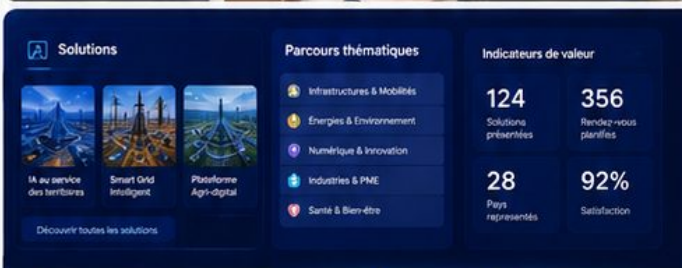 Solutions
IA au service
des territoires
Smart Grid
Intelligent
Plateforme
Agri-digital
Découvrir toutes les solutions
Parcours thématiques
Infrastructures & Mobilités
Énergies & Environnement
Numérique & Innovation
Industries & PME
Santé & Bien-être
Indicateurs de valeur
124
Solutions
présentées
356
Rendez-vous
planifiés
28
Pays
représentés
92%
Satisfaction